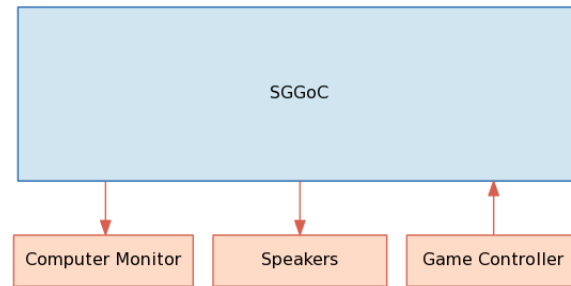 SGGoC
Computer Monitor
Speakers
Game Controller